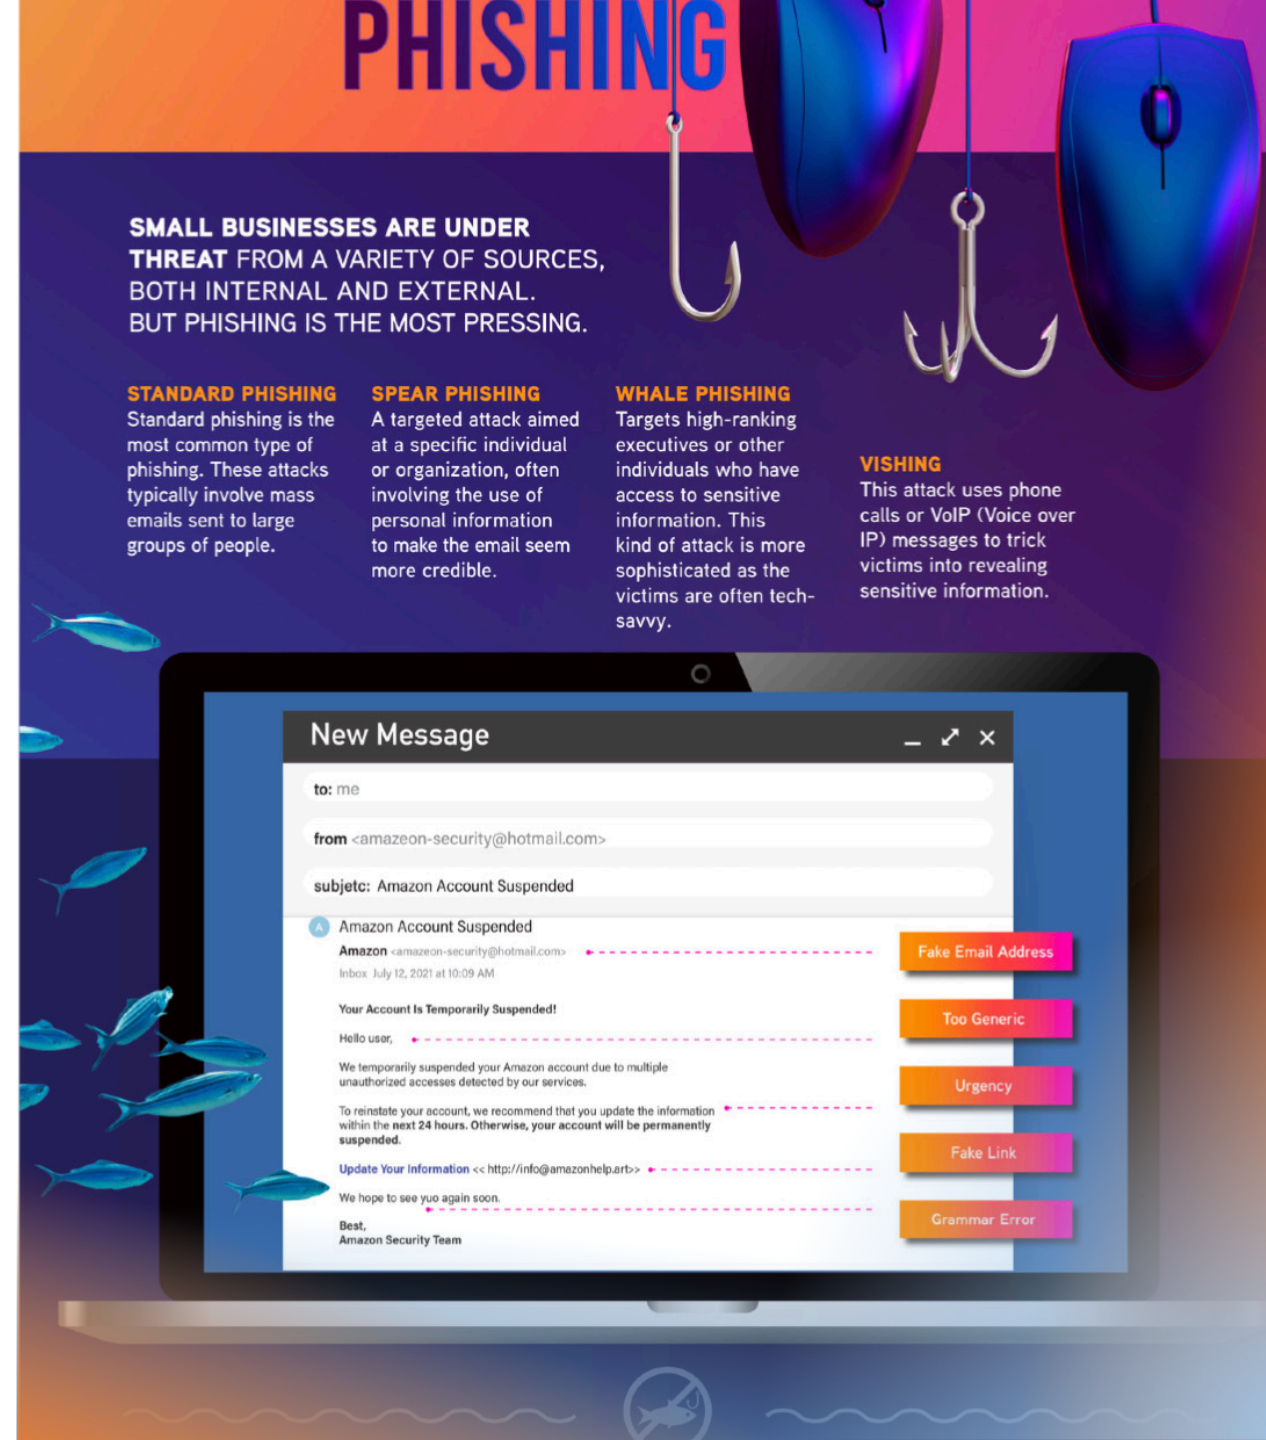 PHISHING
SMALL BUSINESSES ARE UNDER
THREAT FROM A VARIETY OF SOURCES,
BOTH INTERNAL AND EXTERNAL.
BUT PHISHING IS THE MOST PRESSING.
STANDARD PHISHING
Standard phishing is the
most common type of
phishing. These attacks
typically involve mass
emails sent to large
groups of people.
SPEAR PHISHING
A targeted attack aimed
at a specific individual
or organization, often
involving the use of
personal information
to make the email seem
more credible.
WHALE PHISHING
Targets high-ranking
executives or other
individuals who have
access to sensitive
information. This
kind of attack is more
sophisticated as the
victims are often tech-
savvy.
VISHING
This attack uses phone
calls or VoIP (Voice over
IP) messages to trick
victims into revealing
sensitive information.
New Message
to: me
from <amazeon-security@hotmail.com>
subjetc: Amazon Account Suspended
A Amazon Account Suspended
Amazon <amazeon-security@hotmail.com>
Fake Email Address
Inbox July 12, 2021 at 10:09 AM
Your Account Is Temporarily Suspended!
Too Generic
Hello user,
We temporarily suspended your Amazon account due to multiple
unauthorized accesses detected by our services.
Urgency
To reinstate your account, we recommend that you update the information
within the next 24 hours. Otherwise, your account will be permanently
suspended.
Fake Link
Update Your Information << http://info@amazonhelp.art>>
We hope to see yuo again soon.
Grammar Error
Best,
Amazon Security Team